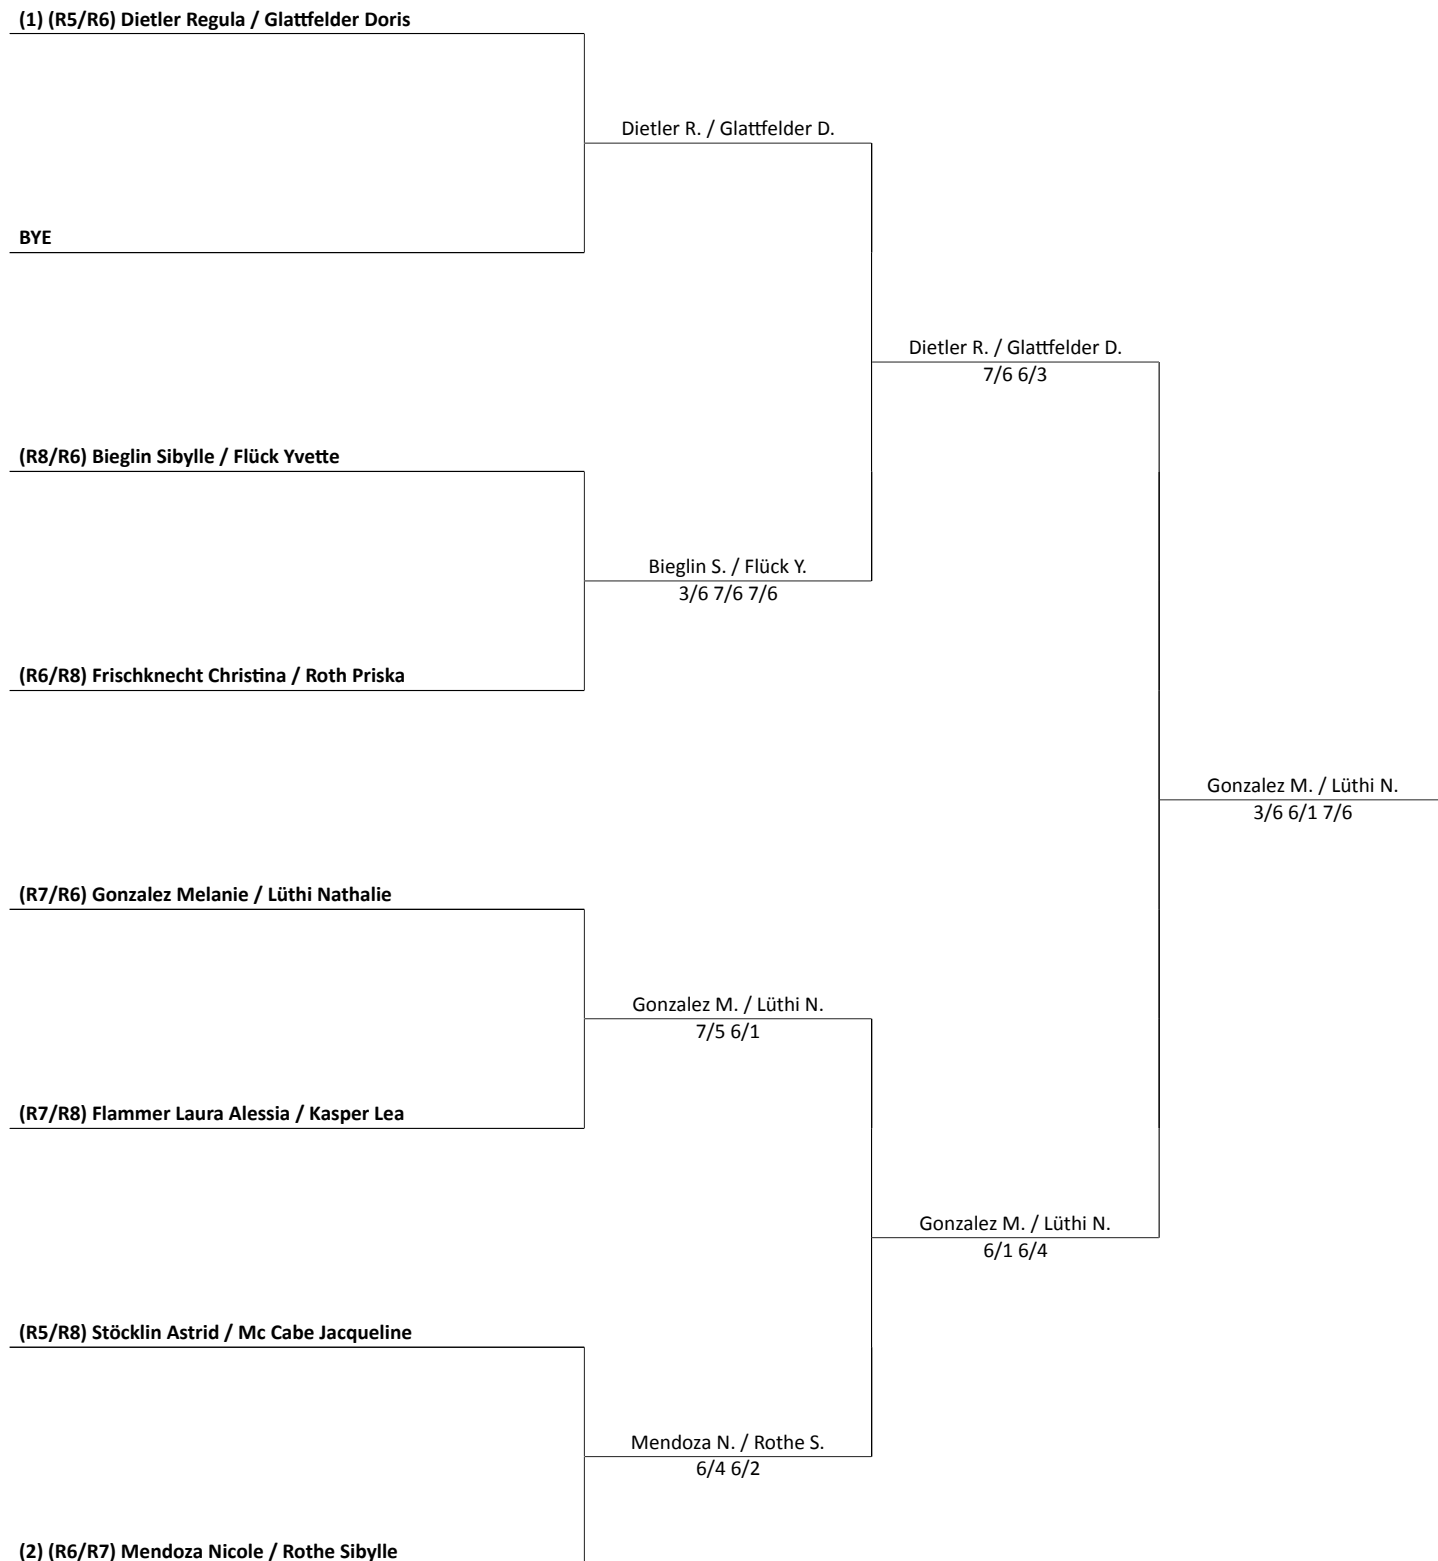 (1) (R5/R6) Dietler Regula / Glattfelder Doris
Dietler R. / Glattfelder D.
BYE
Dietler R. / Glattfelder D.
7/6 6/3
(R8/R6) Bieglin Sibylle / Flück Yvette
Bieglin S. / Flück Y.
3/6 7/6 7/6
(R6/R8) Frischknecht Christina / Roth Priska
Gonzalez M. / Lüthi N.
3/6 6/1 7/6
(R7/R6) Gonzalez Melanie / Lüthi Nathalie
Gonzalez M. / Lüthi N.
7/5 6/1
(R7/R8) Flammer Laura Alessia / Kasper Lea
Gonzalez M. / Lüthi N.
6/1 6/4
(R5/R8) Stöcklin Astrid / Mc Cabe Jacqueline
Mendoza N. / Rothe S.
6/4 6/2
(2) (R6/R7) Mendoza Nicole / Rothe Sibylle